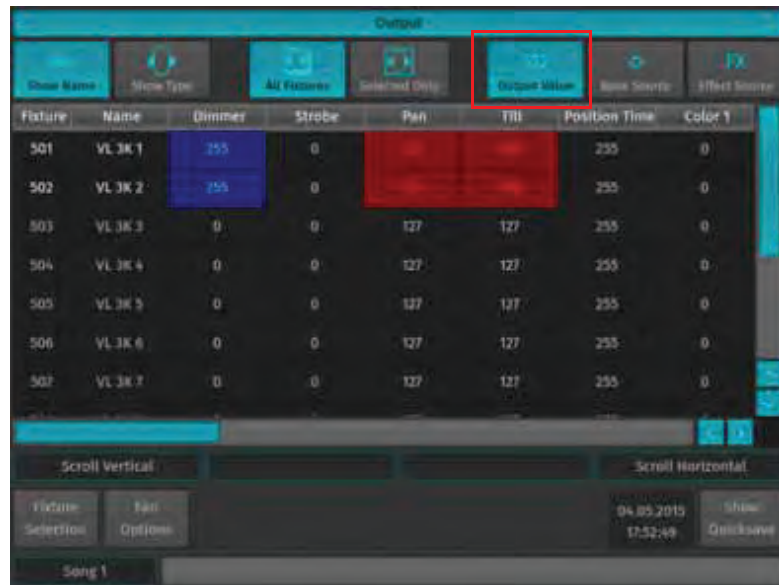 Output
Show Name Show Type All Fixtures Selected Only Output Value Base Source Effect Source
FX
Fixture Name Dimmer Strobe Pan Tilt Position Time Color 1
501 VL 3K 1 255 0 255 0
502 VL 3K 2 255 0 255 0
503 VL 3K 3 0 0 127 127 255 0
504 VL 3K 4 0 0 127 127 255 0
505 VL 3K 5 0 0 127 127 255 0
506 VL 3K 6 0 0 127 127 255 0
507 VL 3K 7 0 0 127 127 255 0
Scroll Vertical Scroll Horizontal
Fixture Selection Fan Options 04.05.2015 17:52:49 Show Quicksave
Song 1